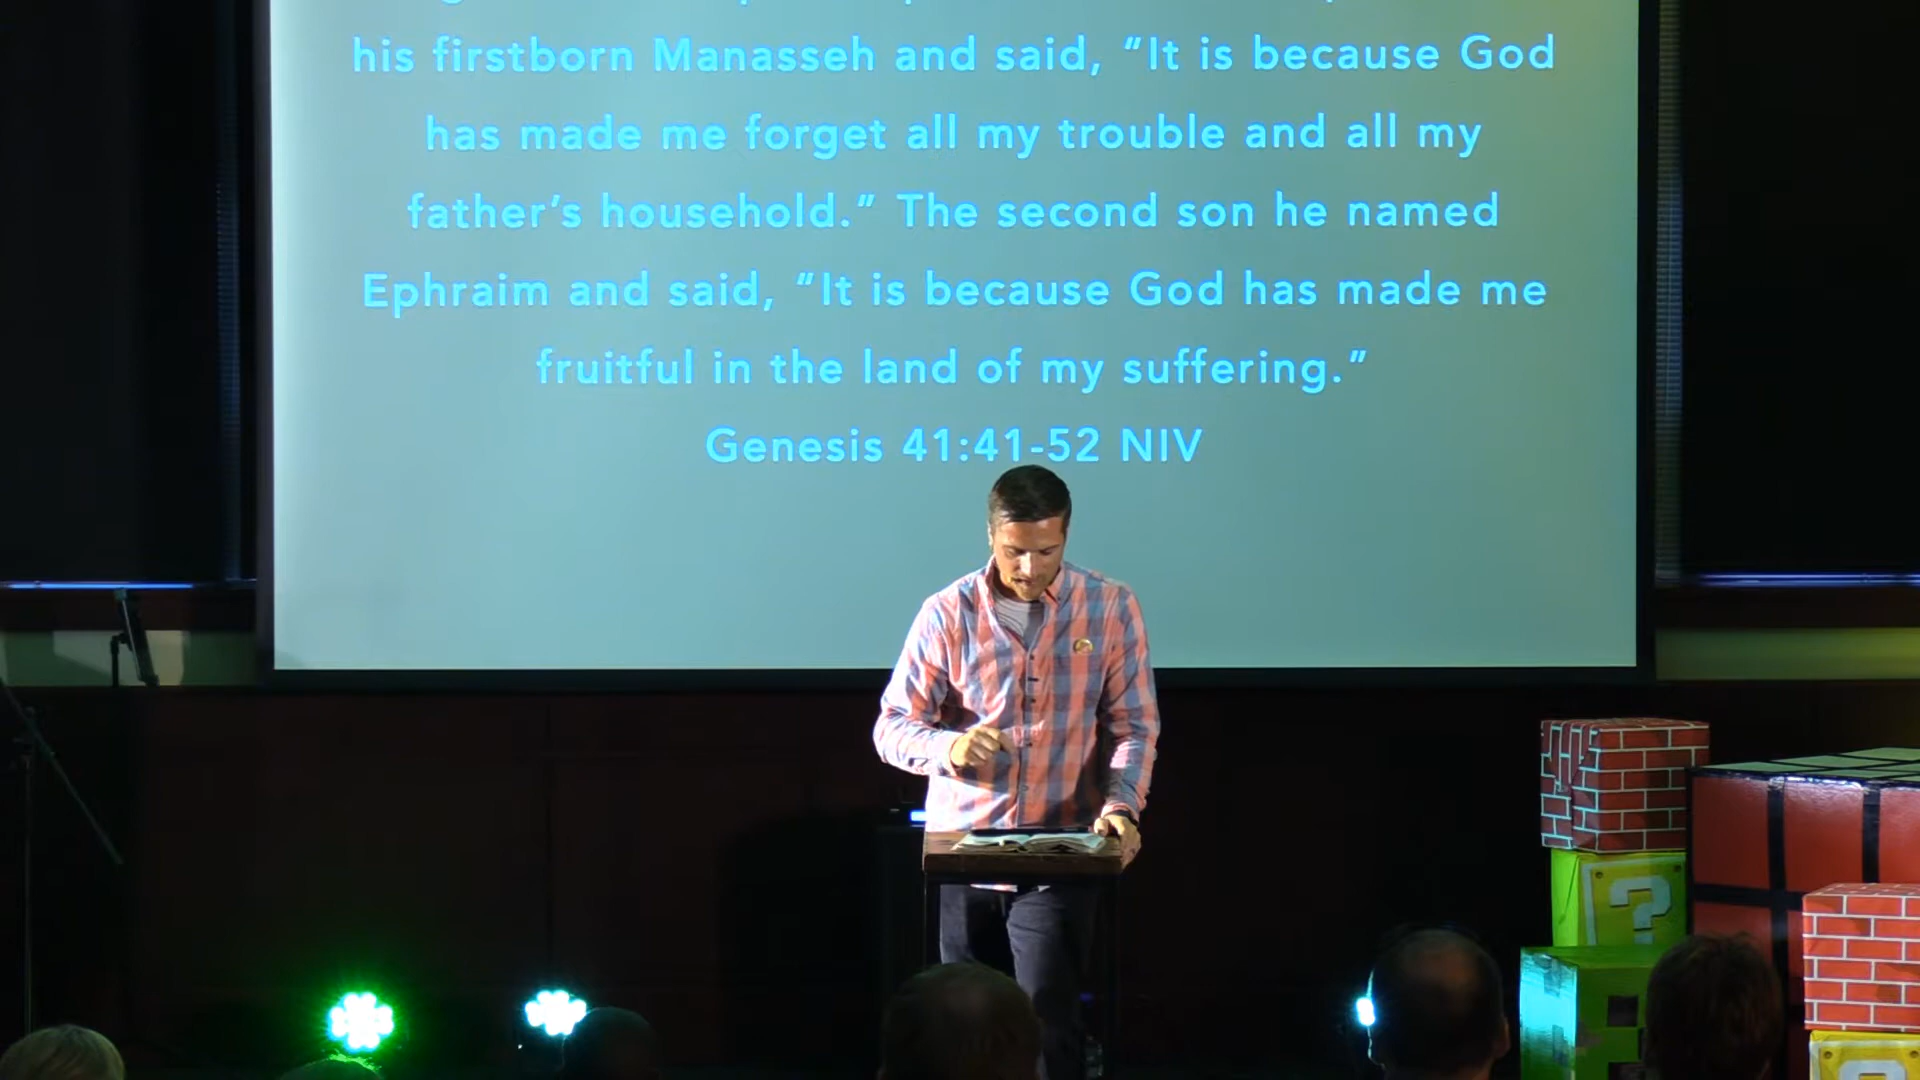 his firstborn Manasseh and said, “It is because God
has made me forget all my trouble and all my
father’s household.” The second son he named
Ephraim and said, “It is because God has made me
fruitful in the land of my suffering.”
Genesis 41:41-52 NIV
?